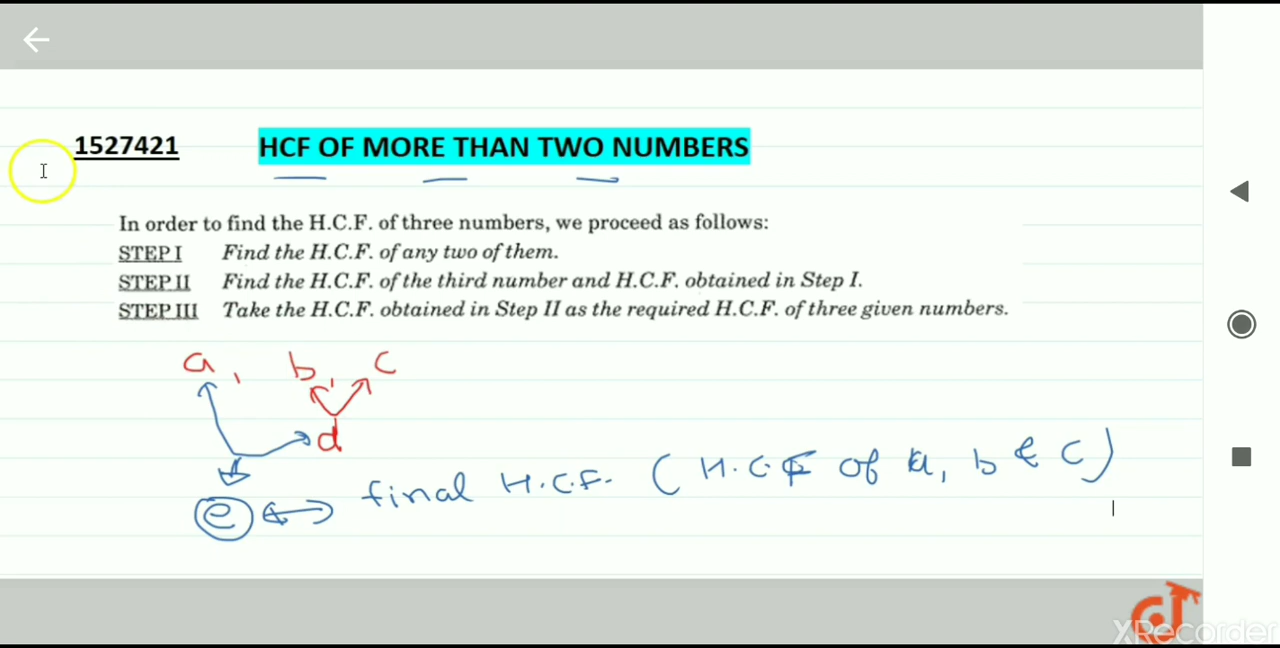 1527421 HCF OF MORE THAN TWO NUMBERS
In order to find the H.C.F. of three numbers, we proceed as follows:
STEP I Find the H.C.F. of any two of them.
STEP II Find the H.C.F. of the third number and H.C.F. obtained in Step I.
STEP III Take the H.C.F. obtained in Step II as the required H.C.F. of three given numbers.
a, b, c
d
e final H.C.F. (H.C.F of a, b & c)
XRecorder